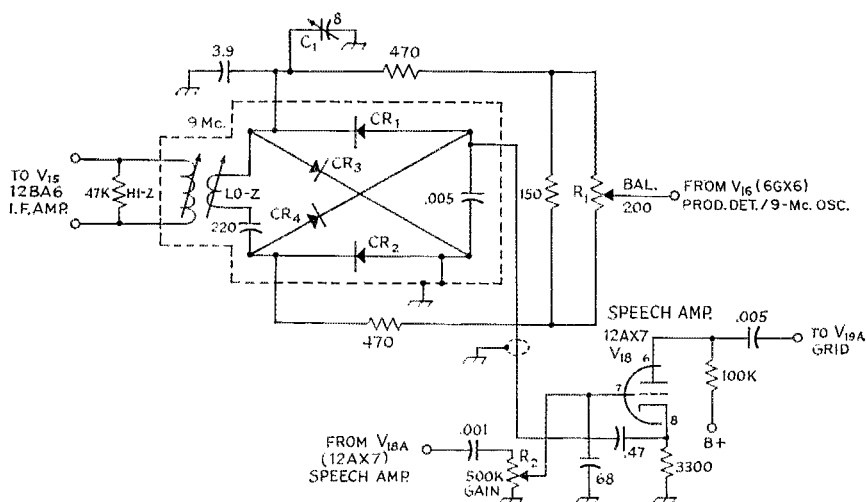 8
C1
3.9
470
9 Mc.
CR1
CR3
TO V15
12BA6
I.F. AMP.
47K
HI-Z
LO-Z
220
CR4
.005
CR2
150
R1
BAL.
200
FROM V16 (6GX6)
PROD. DET./9-Mc. OSC.
470
SPEECH AMP.
12AX7
V18
6
7
8
.005
TO V19A
GRID
100K
B+
FROM V18A
(12AX7)
SPEECH AMP.
.001
R2
500K
GAIN
68
.47
3300